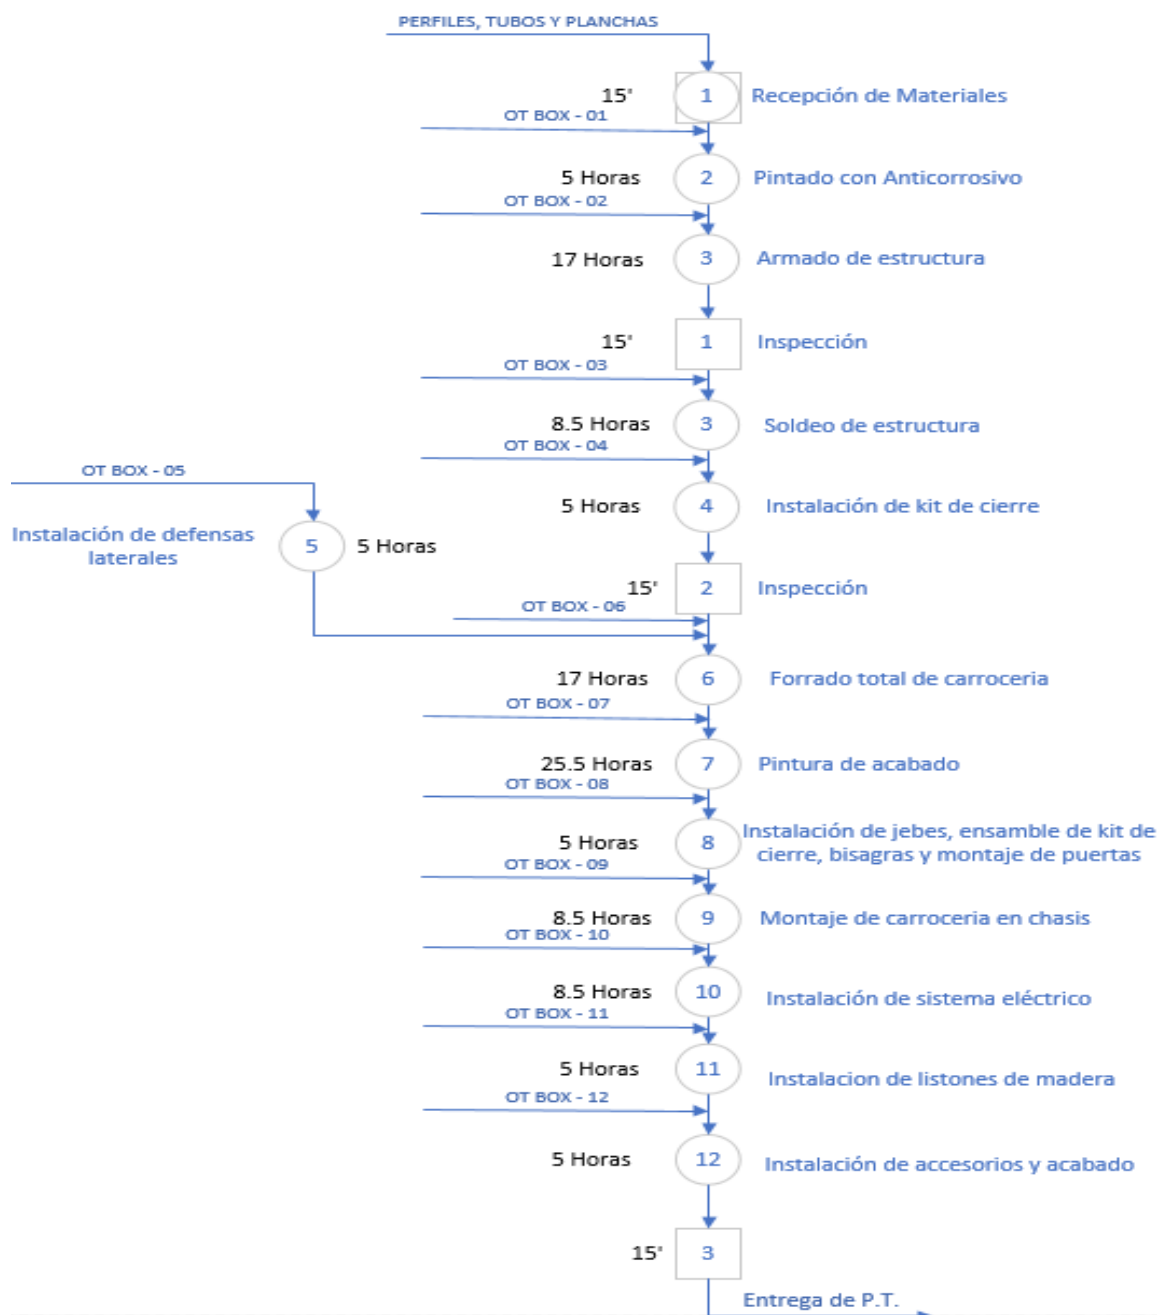 PERFILES, TUBOS Y PLANCHAS
15'
1
Recepción de Materiales
OT BOX - 01
5 Horas
2
Pintado con Anticorrosivo
OT BOX - 02
17 Horas
3
Armado de estructura
15'
1
Inspección
OT BOX - 03
8.5 Horas
3
Soldeo de estructura
OT BOX - 04
5 Horas
4
Instalación de kit de cierre
OT BOX - 05
Instalación de defensas
laterales
5
5 Horas
15'
2
Inspección
OT BOX - 06
17 Horas
6
Forrado total de carroceria
OT BOX - 07
25.5 Horas
7
Pintura de acabado
OT BOX - 08
5 Horas
8
Instalación de jebes, ensamble de kit de
cierre, bisagras y montaje de puertas
OT BOX - 09
8.5 Horas
9
Montaje de carroceria en chasis
OT BOX - 10
8.5 Horas
10
Instalación de sistema eléctrico
OT BOX - 11
5 Horas
11
Instalacion de listones de madera
OT BOX - 12
5 Horas
12
Instalación de accesorios y acabado
15'
3
Entrega de P.T.